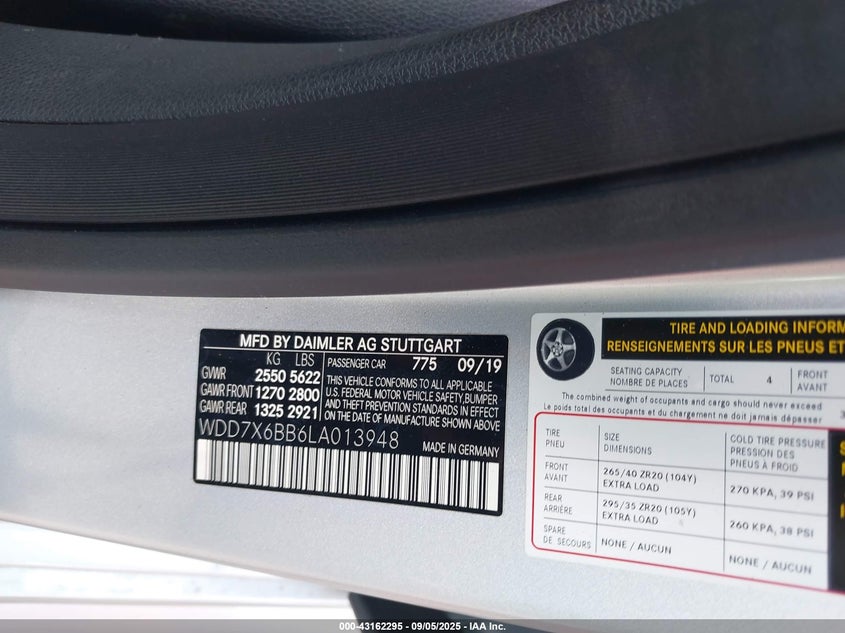 MFD BY DAIMLER AG STUTTGART
KG LBS
GVWR 2550 5622
GAWR FRONT 1270 2800
GAWR REAR 1325 2921
PASSENGER CAR 775 09/19
THIS VEHICLE CONFORMS TO ALL APPLICABLE
U.S. FEDERAL MOTOR VEHICLE SAFETY,BUMPER
AND THEFT PREVENTION STANDARDS IN EFFECT
ON THE DATE OF MANUFACTURE SHOWN ABOVE
WDD7X6BB6LA013948
MADE IN GERMANY
TIRE AND LOADING INFORM
RENSEIGNEMENTS SUR LES PNEUS ET
SEATING CAPACITY
NOMBRE DE PLACES
TOTAL 4
FRONT
AVANT
The combined weight of occupants and cargo should never exceed
Le poids total des occupants et du chargement ne doit jamais dépasser
TIRE
PNEU
SIZE
DIMENSIONS
COLD TIRE PRESSURE
PRESSION DES
PNEUS À FROID
FRONT
AVANT
265/40 ZR20 (104Y)
EXTRA LOAD
270 KPA, 39 PSI
REAR
ARRIÈRE
295/35 ZR20 (105Y)
EXTRA LOAD
260 KPA, 38 PSI
SPARE
DE SECOURS
NONE / AUCUN
NONE / AUCUN
000-43162295 - 09/05/2025 - IAA Inc.